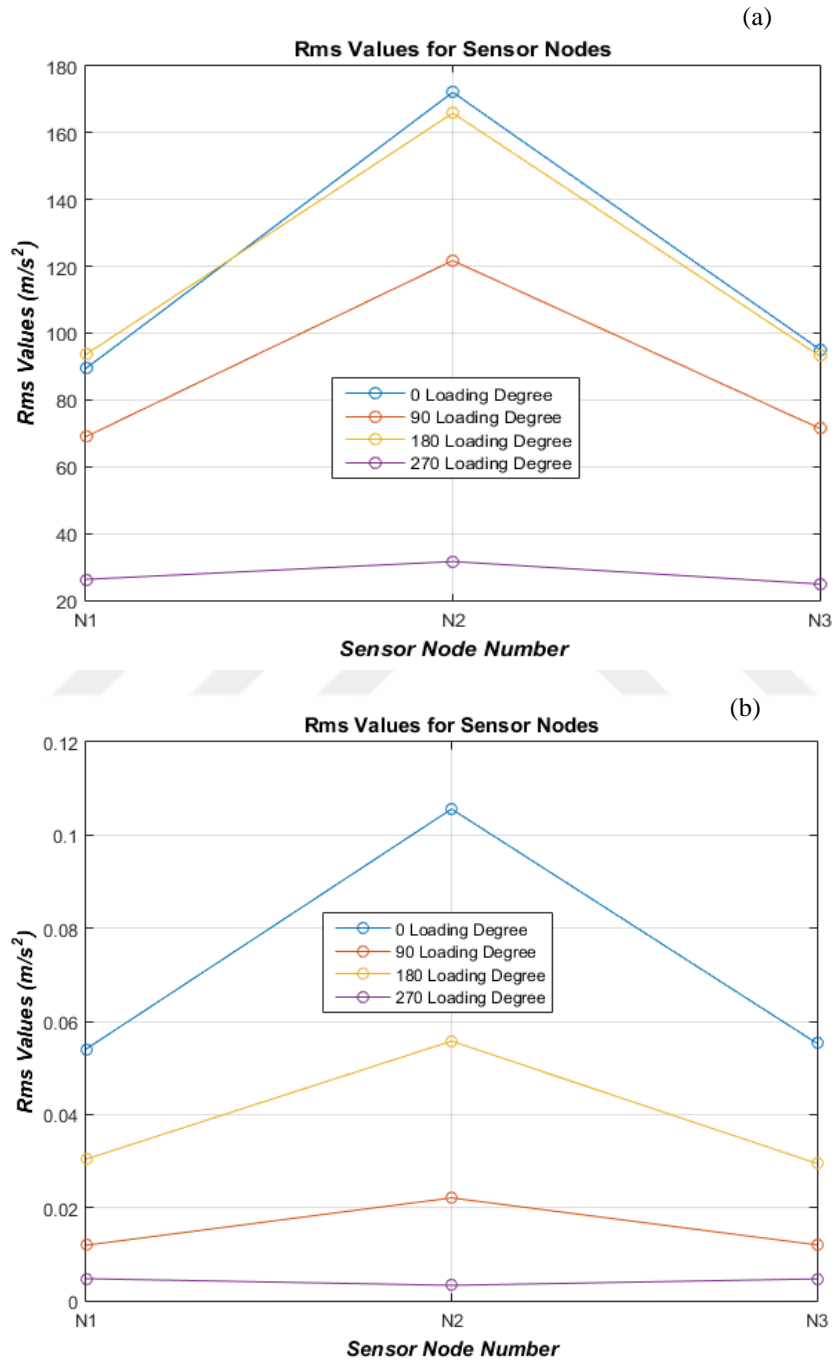 (a)
Rms Values for Sensor Nodes
180
160
140
120
100
80
60
40
20
Rms Values (m/s²)
0 Loading Degree
90 Loading Degree
180 Loading Degree
270 Loading Degree
N1 N2 N3
Sensor Node Number
(b)
Rms Values for Sensor Nodes
0.12
0.1
0.08
0.06
0.04
0.02
0
Rms Values (m/s²)
0 Loading Degree
90 Loading Degree
180 Loading Degree
270 Loading Degree
N1 N2 N3
Sensor Node Number